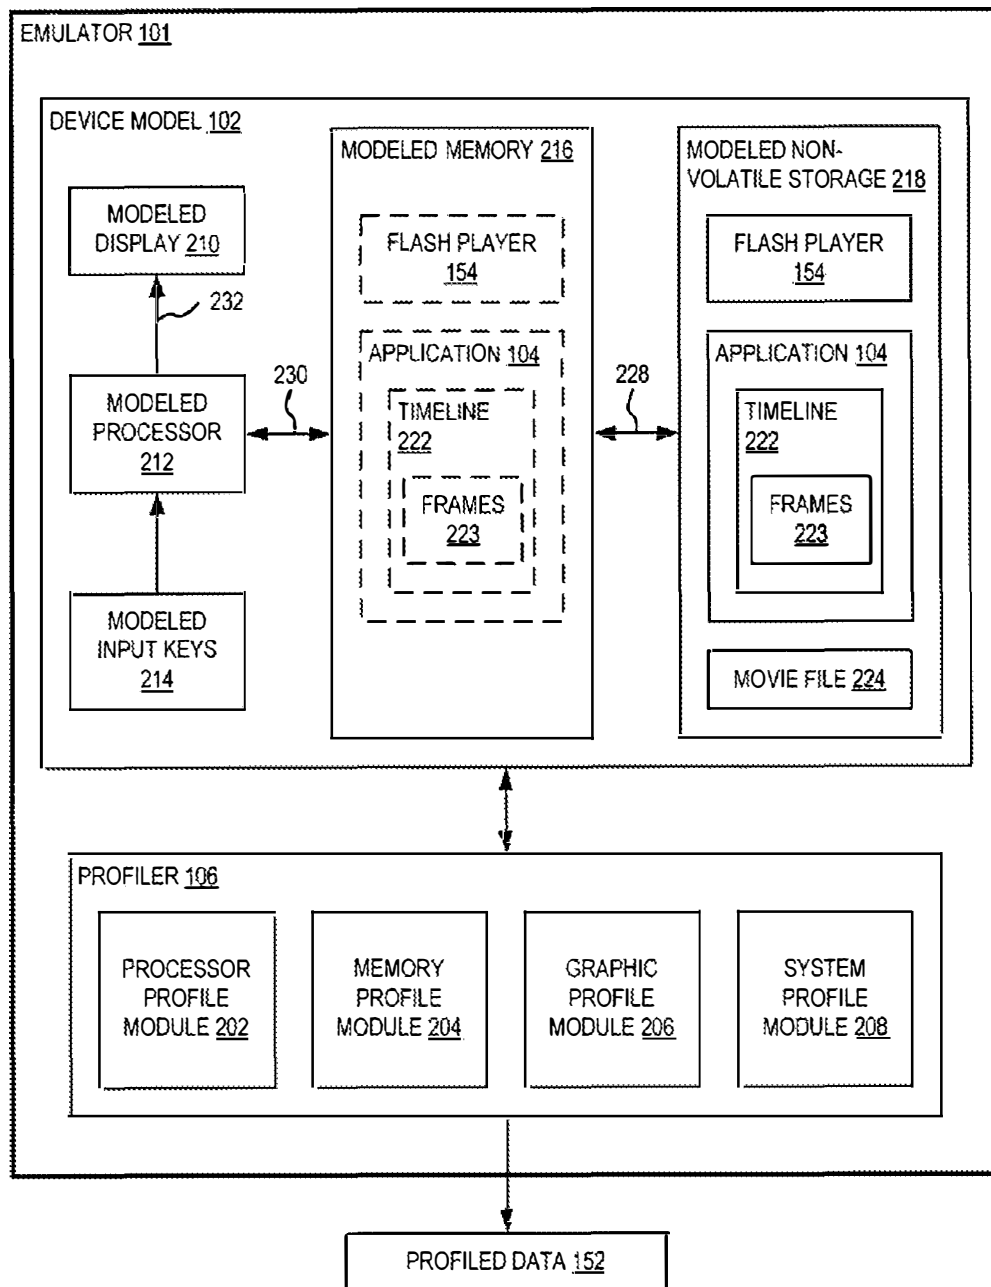 EMULATOR 101
DEVICE MODEL 102
MODELED
DISPLAY 210
232
MODELED
PROCESSOR
212
MODELED
INPUT KEYS
214
230
MODELED MEMORY 216
FLASH PLAYER
154
APPLICATION 104
TIMELINE
222
FRAMES
223
228
MODELED NON-
VOLATILE STORAGE 218
FLASH PLAYER
154
APPLICATION 104
TIMELINE
222
FRAMES
223
MOVIE FILE 224
PROFILER 106
PROCESSOR
PROFILE
MODULE 202
MEMORY
PROFILE
MODULE 204
GRAPHIC
PROFILE
MODULE 206
SYSTEM
PROFILE
MODULE 208
PROFILED DATA 152